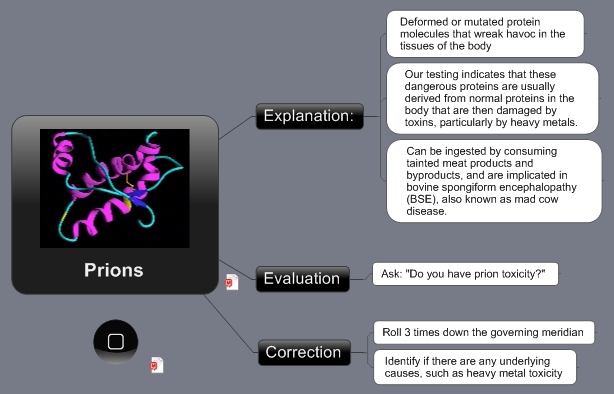 Prions
Explanation:
Deformed or mutated protein
molecules that wreak havoc in the
tissues of the body
Our testing indicates that these
dangerous proteins are usually
derived from normal proteins in the
body that are then damaged by
toxins, particularly by heavy metals.
Can be ingested by consuming
tainted meat products and
byproducts, and are implicated in
bovine spongiform encephalopathy
(BSE), also known as mad cow
disease.
Evaluation
Ask: "Do you have prion toxicity?"
Correction
Roll 3 times down the governing meridian
Identify if there are any underlying
causes, such as heavy metal toxicity